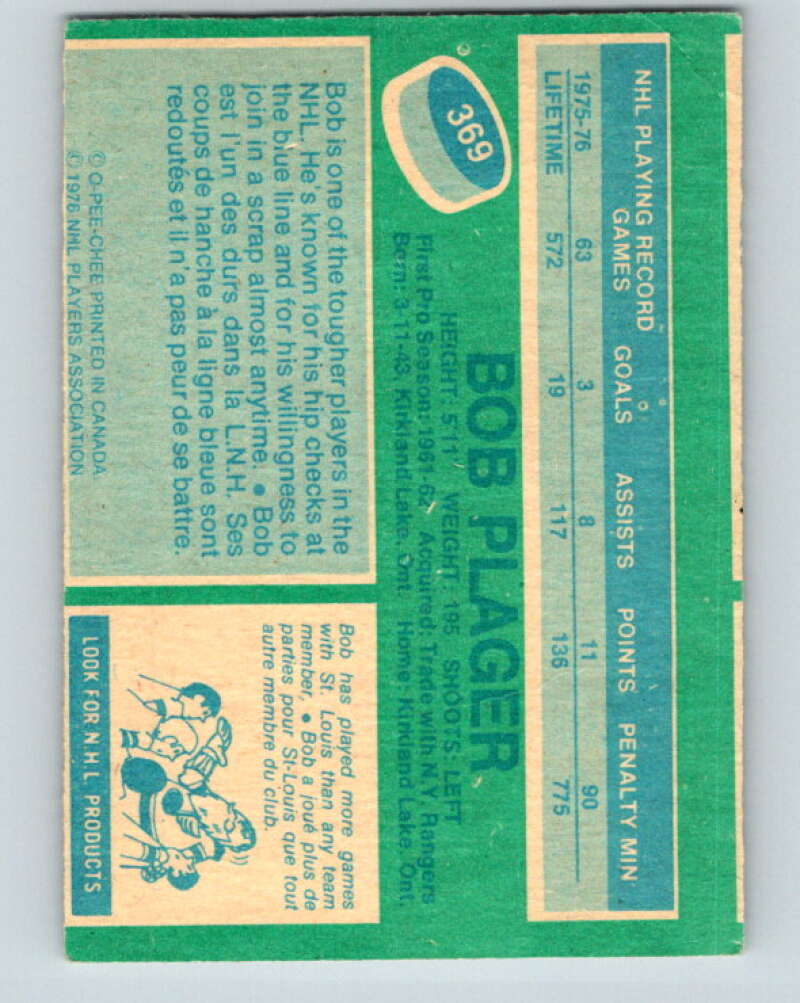 NHL PLAYING RECORD
GAMES GOALS ASSISTS POINTS PENALTY MIN
1975-76 63 3 8 11 90
LIFETIME 572 19 117 136 775
369
BOB PLAGER
HEIGHT: 5'11 WEIGHT: 195 SHOOTS: LEFT
First Pro Season: 1961-62 Accured: Trade with N.Y. Rangers
Born: 3-11-43, Kirkland Lake, Ont. Home: Kirkland Lake, Ont.
Bob is one of the tougher players in the
NHL. He's known for his hip checks at
the blue line and for his willingness to
join in a scrap almost anytime. • Bob
est l'un des durs dans la L.N.H. Ses
coups de hanche à la ligne bleue sont
redoutés et il n'a pas peur de se battre.
© O-PEE-CHEE PRINTED IN CANADA
© 1976 NHL PLAYERS ASSOCIATION
Bob has played more games
with St. Louis than any team
member, • Bob a joué plus de
parties pour St-Louis que tout
autre membre du club.
LOOK FOR N.H.L. PRODUCTS